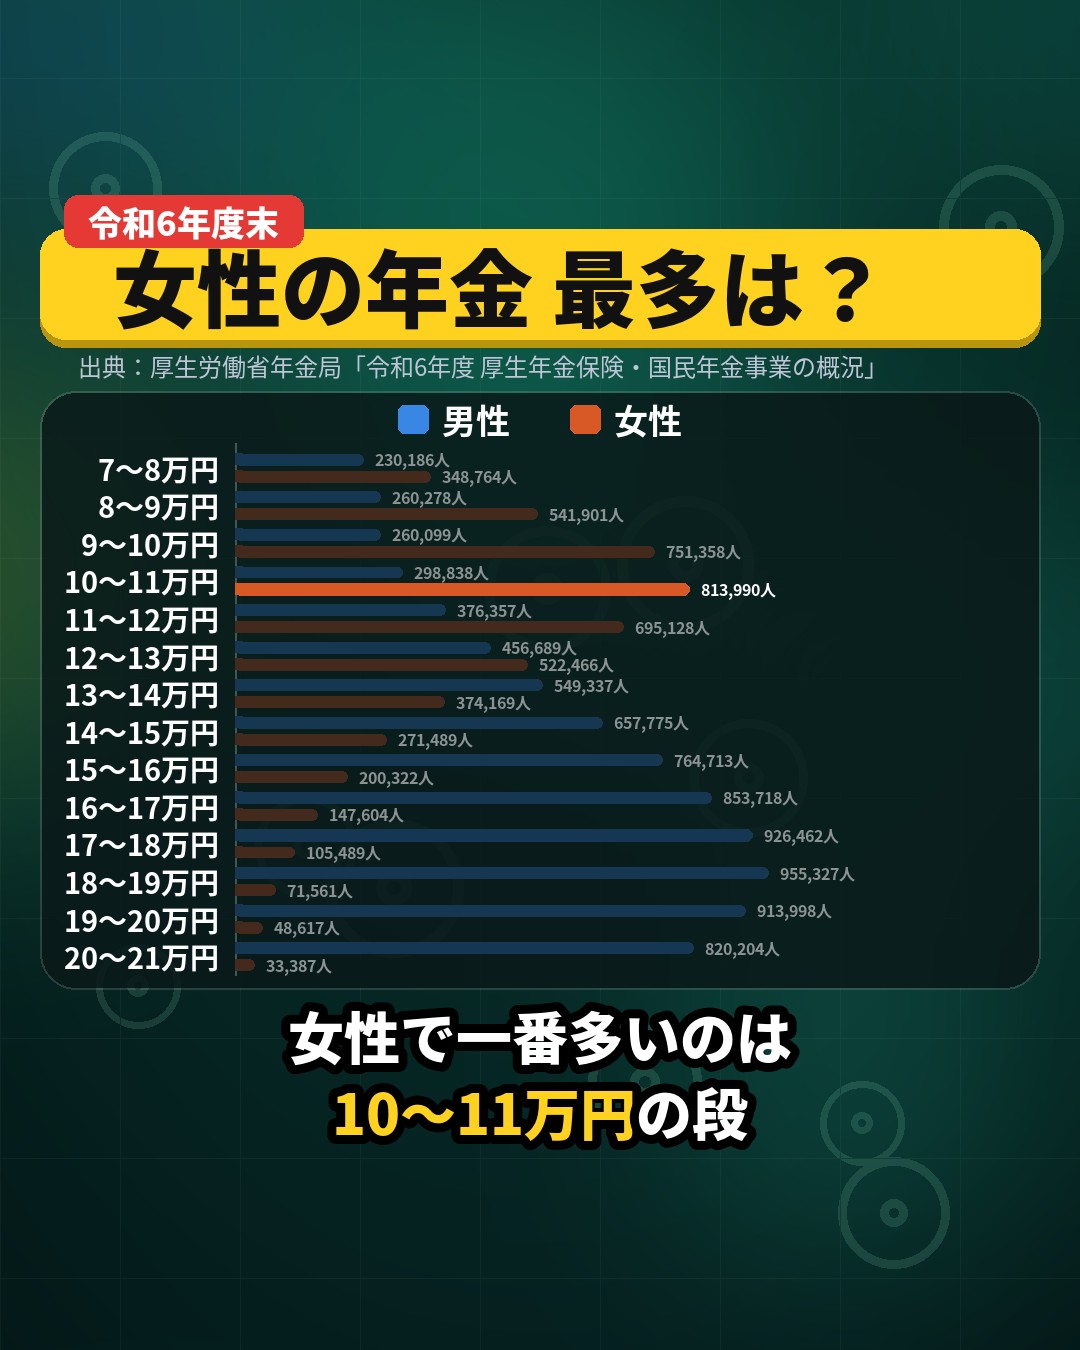 令和6年度末
女性の年金 最多は？
出典：厚生労働省年金局「令和6年度 厚生年金保険・国民年金事業の概況」
男性 女性
7〜8万円 230,186人
348,764人
8〜9万円 260,278人
541,901人
9〜10万円 260,099人
751,358人
10〜11万円 298,838人
813,990人
11〜12万円 376,357人
695,128人
12〜13万円 456,689人
522,466人
13〜14万円 549,337人
374,169人
14〜15万円 657,775人
271,489人
15〜16万円 764,713人
200,322人
16〜17万円 853,718人
147,604人
17〜18万円 926,462人
105,489人
18〜19万円 955,327人
71,561人
19〜20万円 913,998人
48,617人
20〜21万円 820,204人
33,387人
女性で一番多いのは
10〜11万円の段